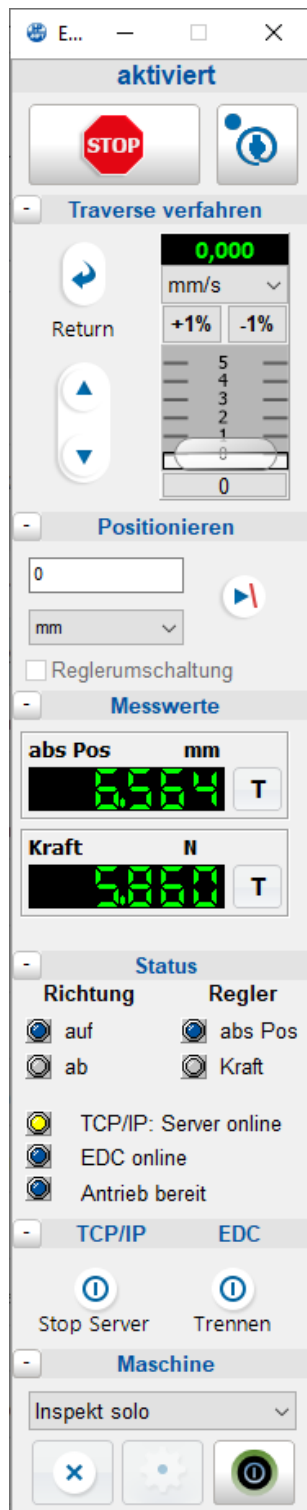 E...
aktiviert
STOP
- Traverse verfahren
0,000
mm/s
Return
+1% -1%
5
4
3
2
1
0
0
- Positionieren
0
mm
Reglerumschaltung
- Messwerte
abs Pos mm
6.564 T
Kraft N
5.860 T
- Status
Richtung Regler
auf abs Pos
ab Kraft
TCP/IP: Server online
EDC online
Antrieb bereit
- TCP/IP EDC
Stop Server Trennen
- Maschine
Inspekt solo